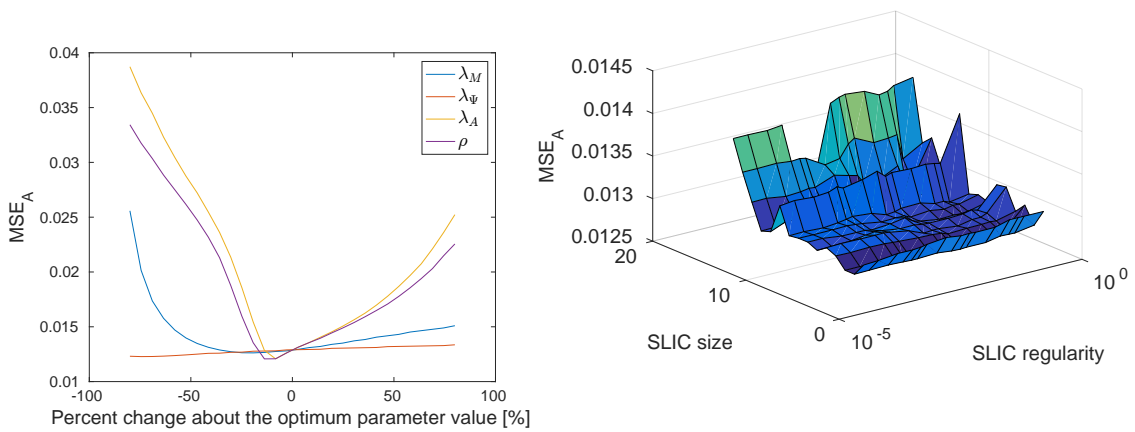 0.04
0.035
0.03
0.025
0.02
0.015
0.01
MSE_A
-100
-50
0
50
100
Percent change about the optimum parameter value [%]
λ_M
λ_Ψ
λ_A
ρ
0.0145
0.014
0.0135
0.013
0.0125
MSE_A
20
10
0
SLIC size
10^-5
10^0
SLIC regularity